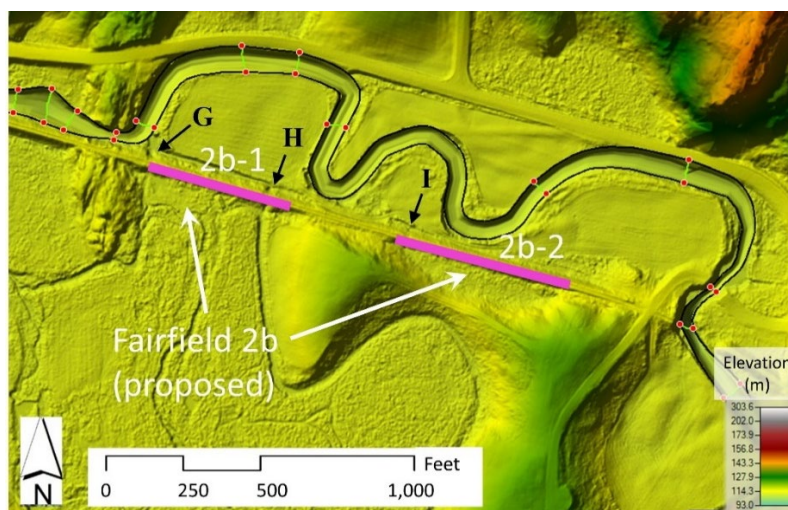 G
H
2b-1
I
2b-2
Fairfield 2b
(proposed)
Elevation
(m)
303.6
202.0
173.9
156.8
143.3
127.9
114.3
93.0
Feet
0 250 500 1,000
N